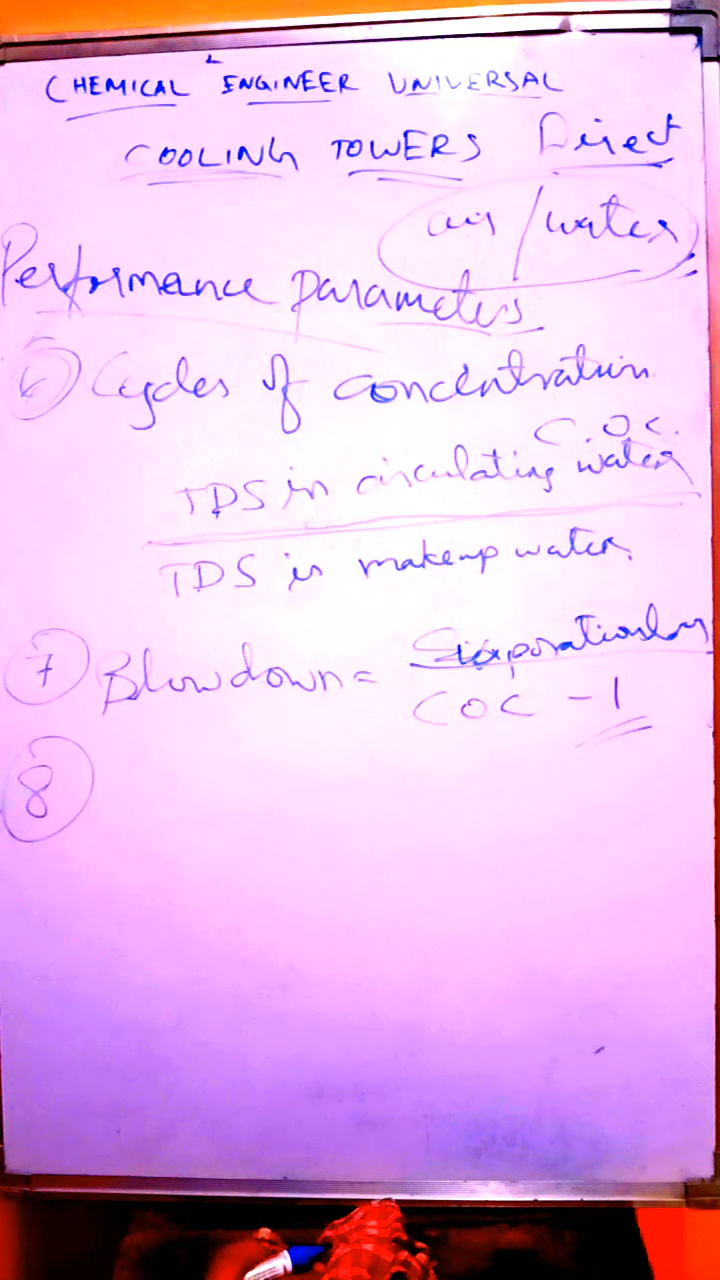 CHEMICAL ENGINEER UNIVERSAL
COOLING TOWERS Direct
air / water
Performance parameters
6 Cycles of concentration
C.O.C.
TDS in circulating water
TDS in makeup water
7 Blowdown = Evaporation loss
COC - 1
8